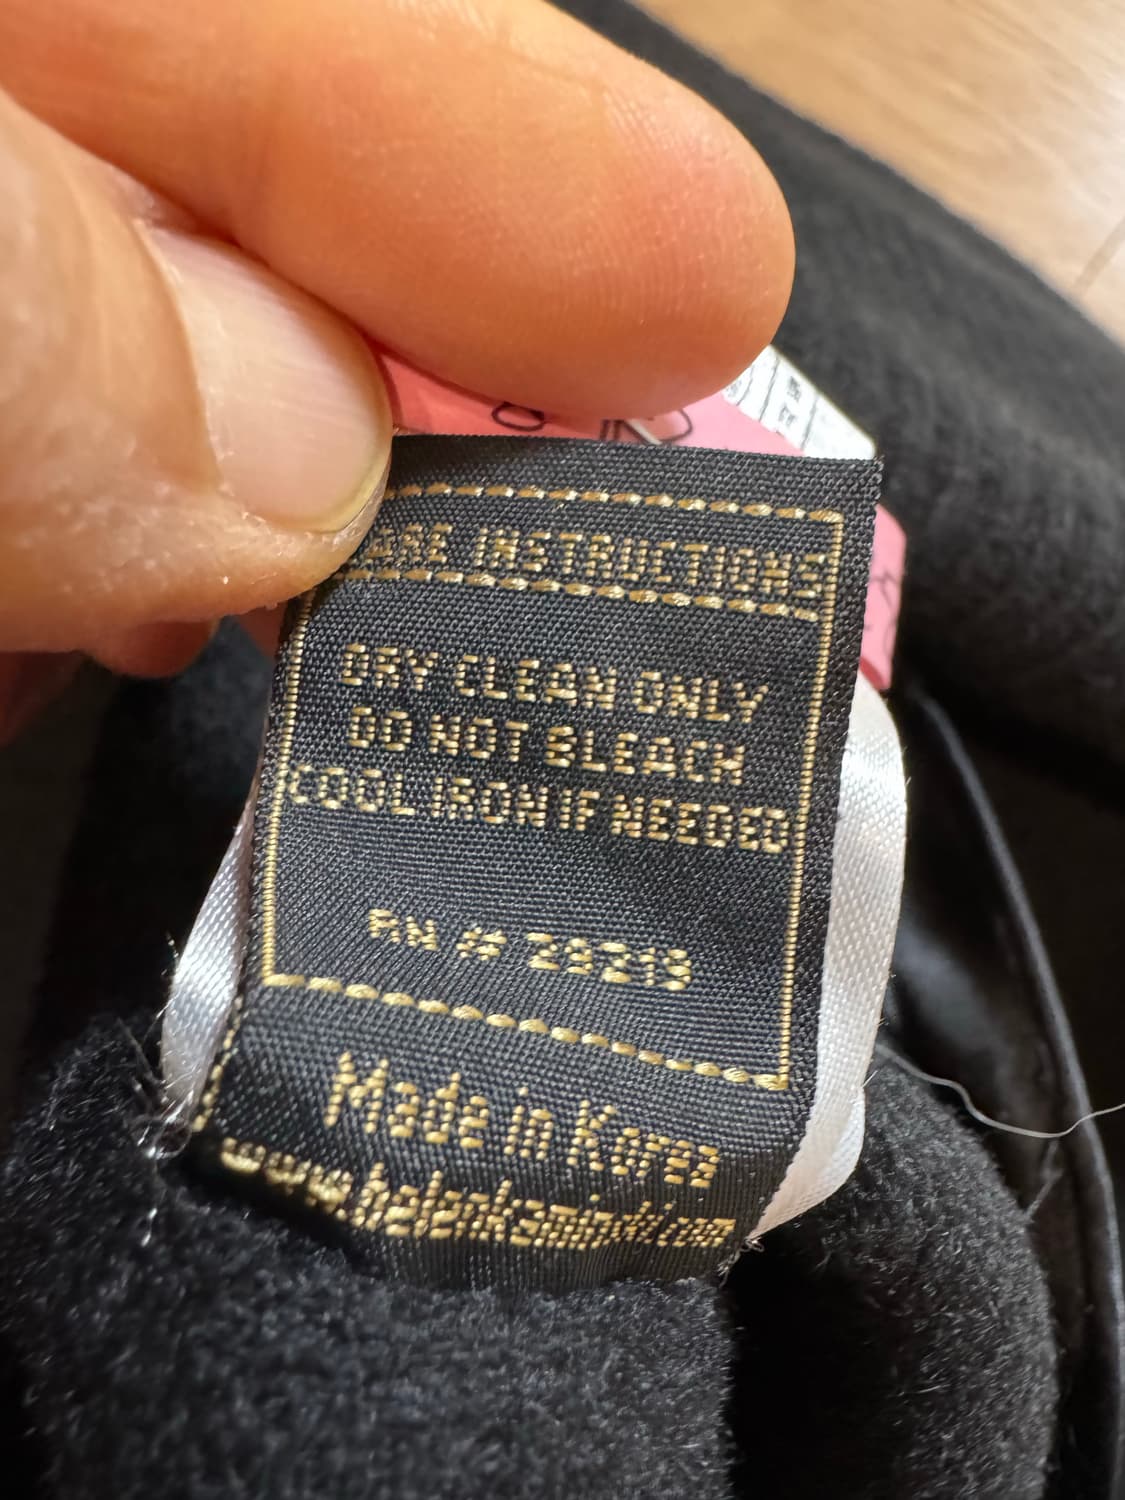 ARE INSTRUCTIONS
DRY CLEAN ONLY
DO NOT BLEACH
COOL IRON IF NEEDED
RN # 29219
Made in Korea
www.helenkaminski.com